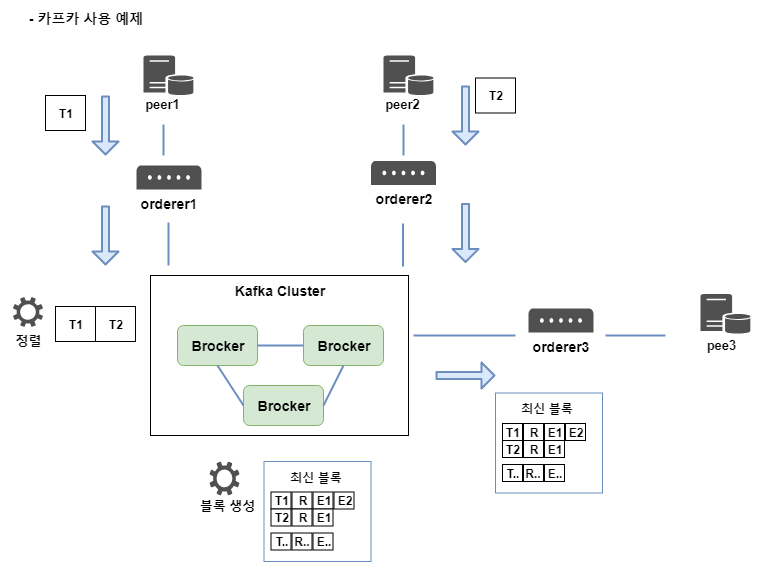 - 카프카 사용 예제
peer1
peer2
T1
T2
orderer1
orderer2
Kafka Cluster
정렬
T1 T2
Brocker
Brocker
Brocker
orderer3
pee3
최신 블록
T1 R E1 E2
T2 R E1
T.. R.. E..
블록 생성
최신 블록
T1 R E1 E2
T2 R E1
T.. R.. E..